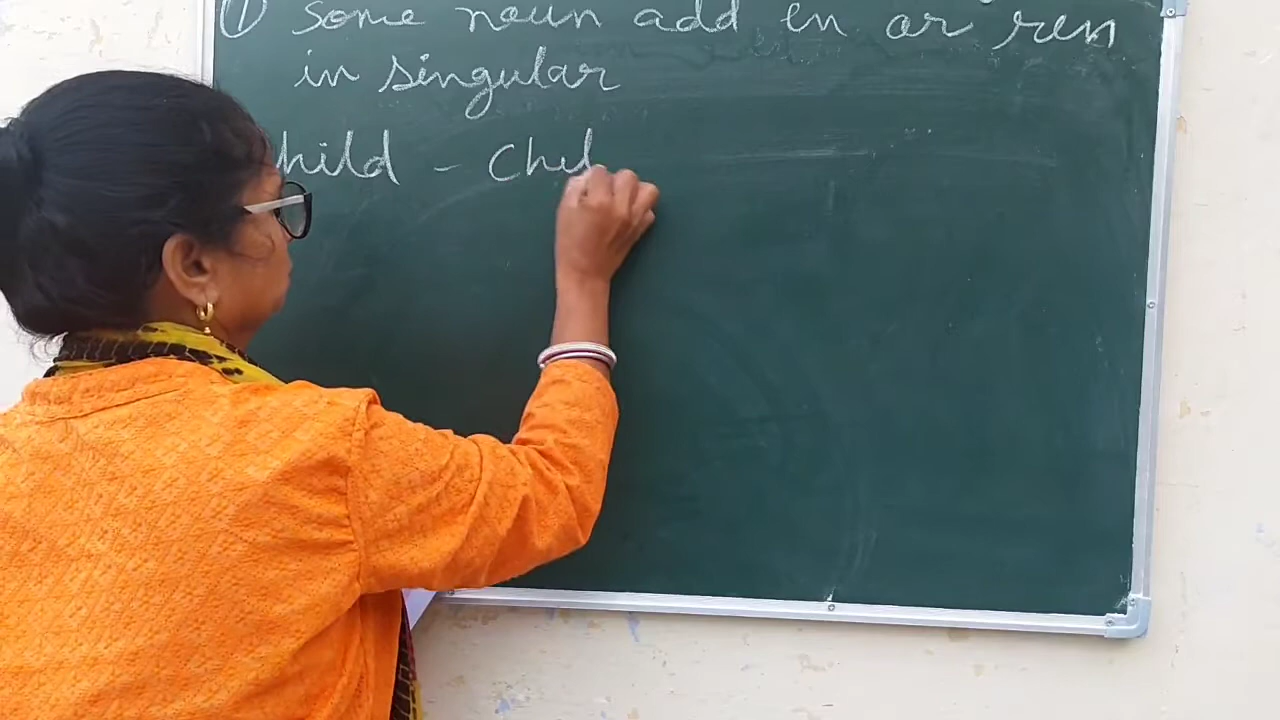 ① Some noun add en or ren
in singular
hild - Chil